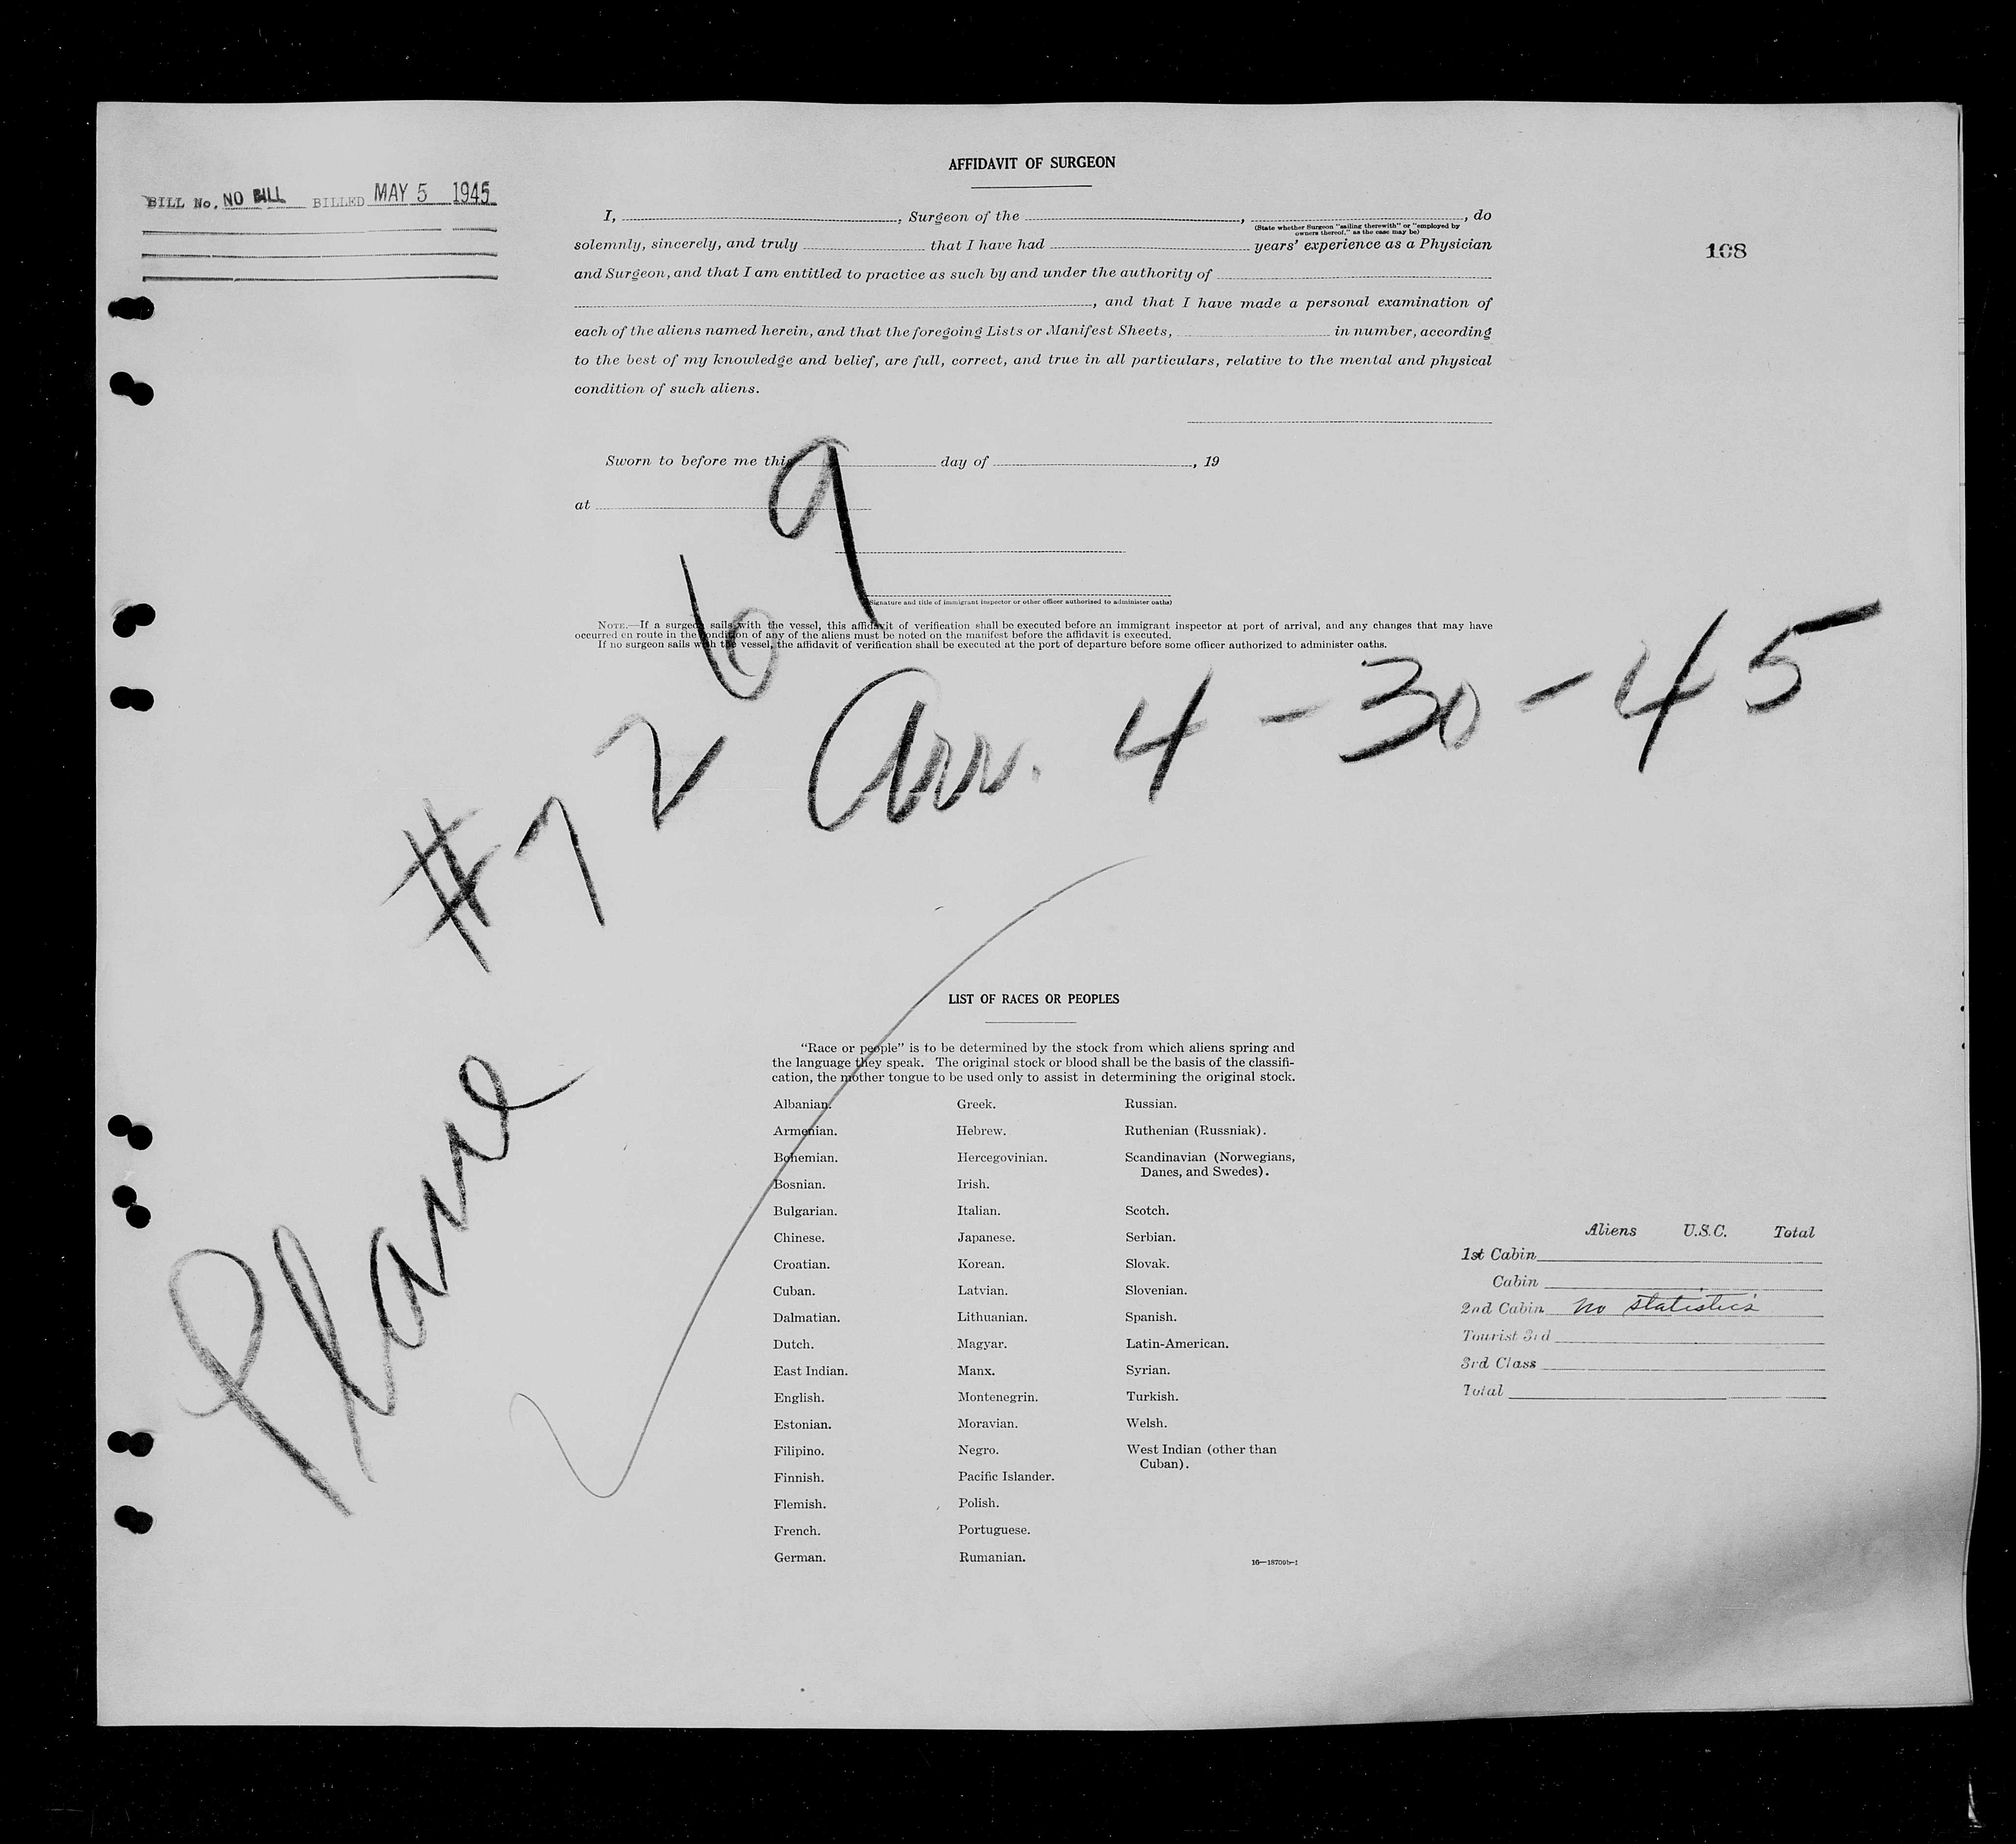 AFFIDAVIT OF SURGEON
BILL No. NO BILL BILLED MAY 5 1945
I, , Surgeon of the , , do
(State whether Surgeon "sailing therewith" or "employed by
owners thereof," as the case may be)
solemnly, sincerely, and truly that I have had years' experience as a Physician
108
and Surgeon, and that I am entitled to practice as such by and under the authority of
, and that I have made a personal examination of
each of the aliens named herein, and that the foregoing Lists or Manifest Sheets, in number, according
to the best of my knowledge and belief, are full, correct, and true in all particulars, relative to the mental and physical
condition of such aliens.
Sworn to before me this day of , 19
at
(Signature and title of immigrant inspector or other officer authorized to administer oaths)
NOTE.—If a surgeon sails with the vessel, this affidavit of verification shall be executed before an immigrant inspector at port of arrival, and any changes that may have
occurred en route in the condition of any of the aliens must be noted on the manifest before the affidavit is executed.
If no surgeon sails with the vessel, the affidavit of verification shall be executed at the port of departure before some officer authorized to administer oaths.
Plane #7269
Arr. 4-30-45
LIST OF RACES OR PEOPLES
"Race or people" is to be determined by the stock from which aliens spring and
the language they speak. The original stock or blood shall be the basis of the classifi-
cation, the mother tongue to be used only to assist in determining the original stock.
Albanian.
Armenian.
Bohemian.
Bosnian.
Bulgarian.
Chinese.
Croatian.
Cuban.
Dalmatian.
Dutch.
East Indian.
English.
Estonian.
Filipino.
Finnish.
Flemish.
French.
German.
Greek.
Hebrew.
Hercegovinian.
Irish.
Italian.
Japanese.
Korean.
Latvian.
Lithuanian.
Magyar.
Manx.
Montenegrin.
Moravian.
Negro.
Pacific Islander.
Polish.
Portuguese.
Rumanian.
Russian.
Ruthenian (Russniak).
Scandinavian (Norwegians,
Danes, and Swedes).
Scotch.
Serbian.
Slovak.
Slovenian.
Spanish.
Latin-American.
Syrian.
Turkish.
Welsh.
West Indian (other than
Cuban).
16—18709b-1
Aliens U.S.C. Total
1st Cabin
Cabin
2nd Cabin No statistics
Tourist 3rd
3rd Class
Total